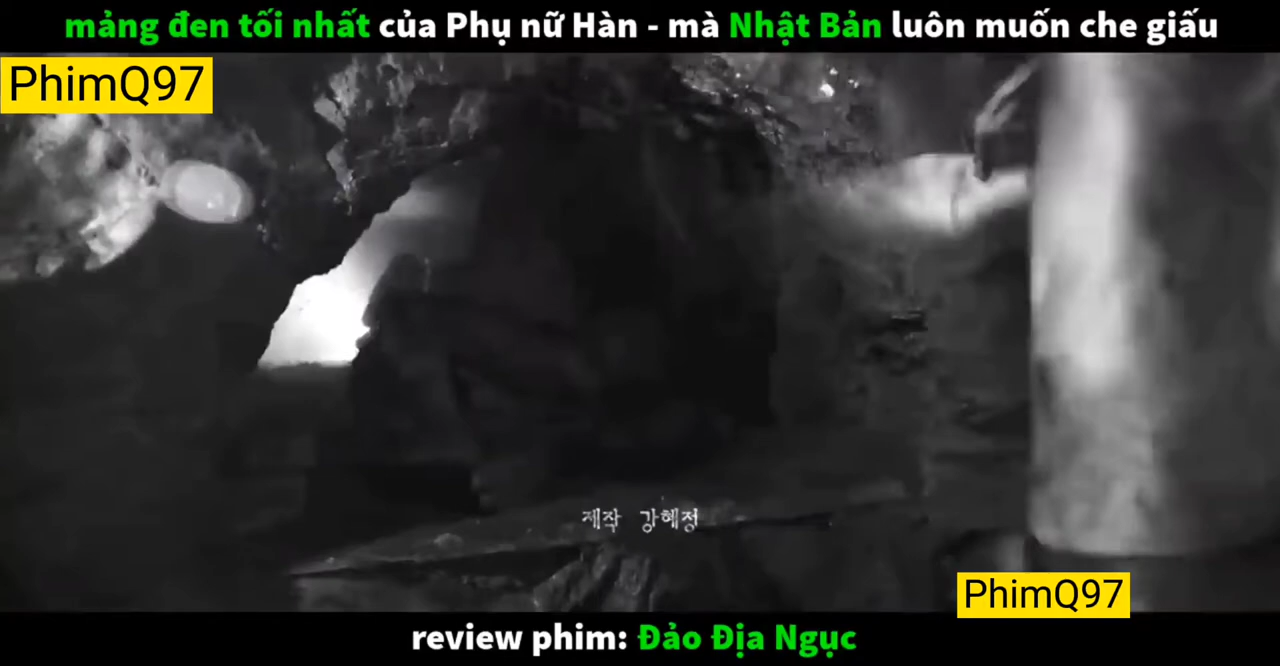 mảng đen tối nhất của Phụ nữ Hàn - mà Nhật Bản luôn muốn che giấu
PhimQ97
제작 강혜정
PhimQ97
review phim: Đảo Địa Ngục